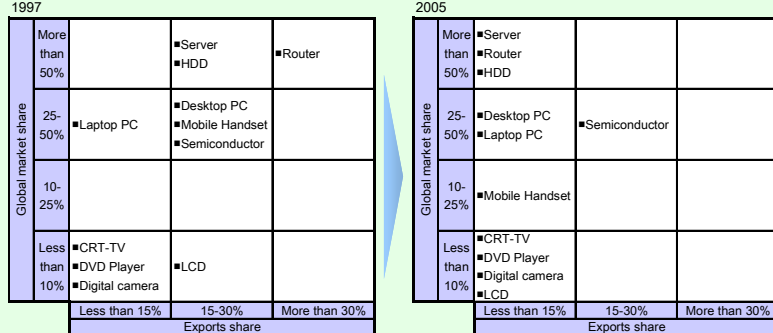 1997
Global market share
More
than
50%
■Server
■HDD
■Router
25-
50%
■Laptop PC
■Desktop PC
■Mobile Handset
■Semiconductor
10-
25%
Less
than
10%
■CRT-TV
■DVD Player
■Digital camera
■LCD
Less than 15%
15-30%
More than 30%
Exports share
2005
Global market share
More
than
50%
■Server
■Router
■HDD
25-
50%
■Desktop PC
■Laptop PC
■Semiconductor
10-
25%
■Mobile Handset
Less
than
10%
■CRT-TV
■DVD Player
■Digital camera
■LCD
Less than 15%
15-30%
More than 30%
Exports share